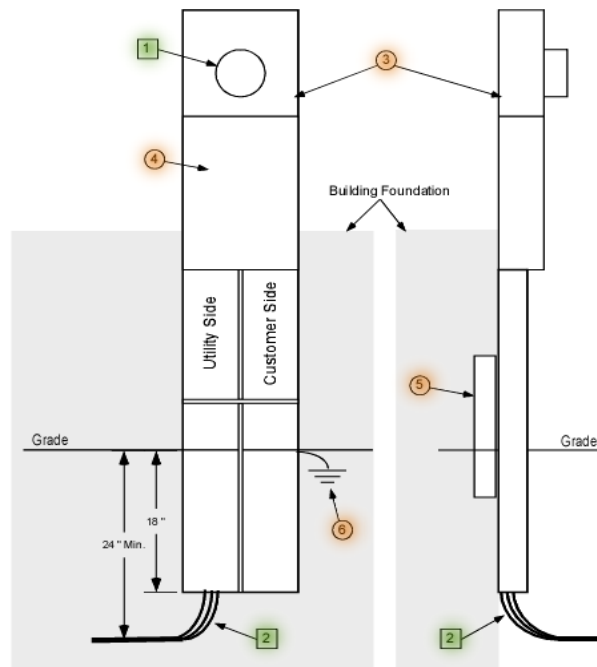 1
3
4
Building Foundation
Utility Side
Customer Side
5
Grade
Grade
18 "
24 " Min.
6
2
2